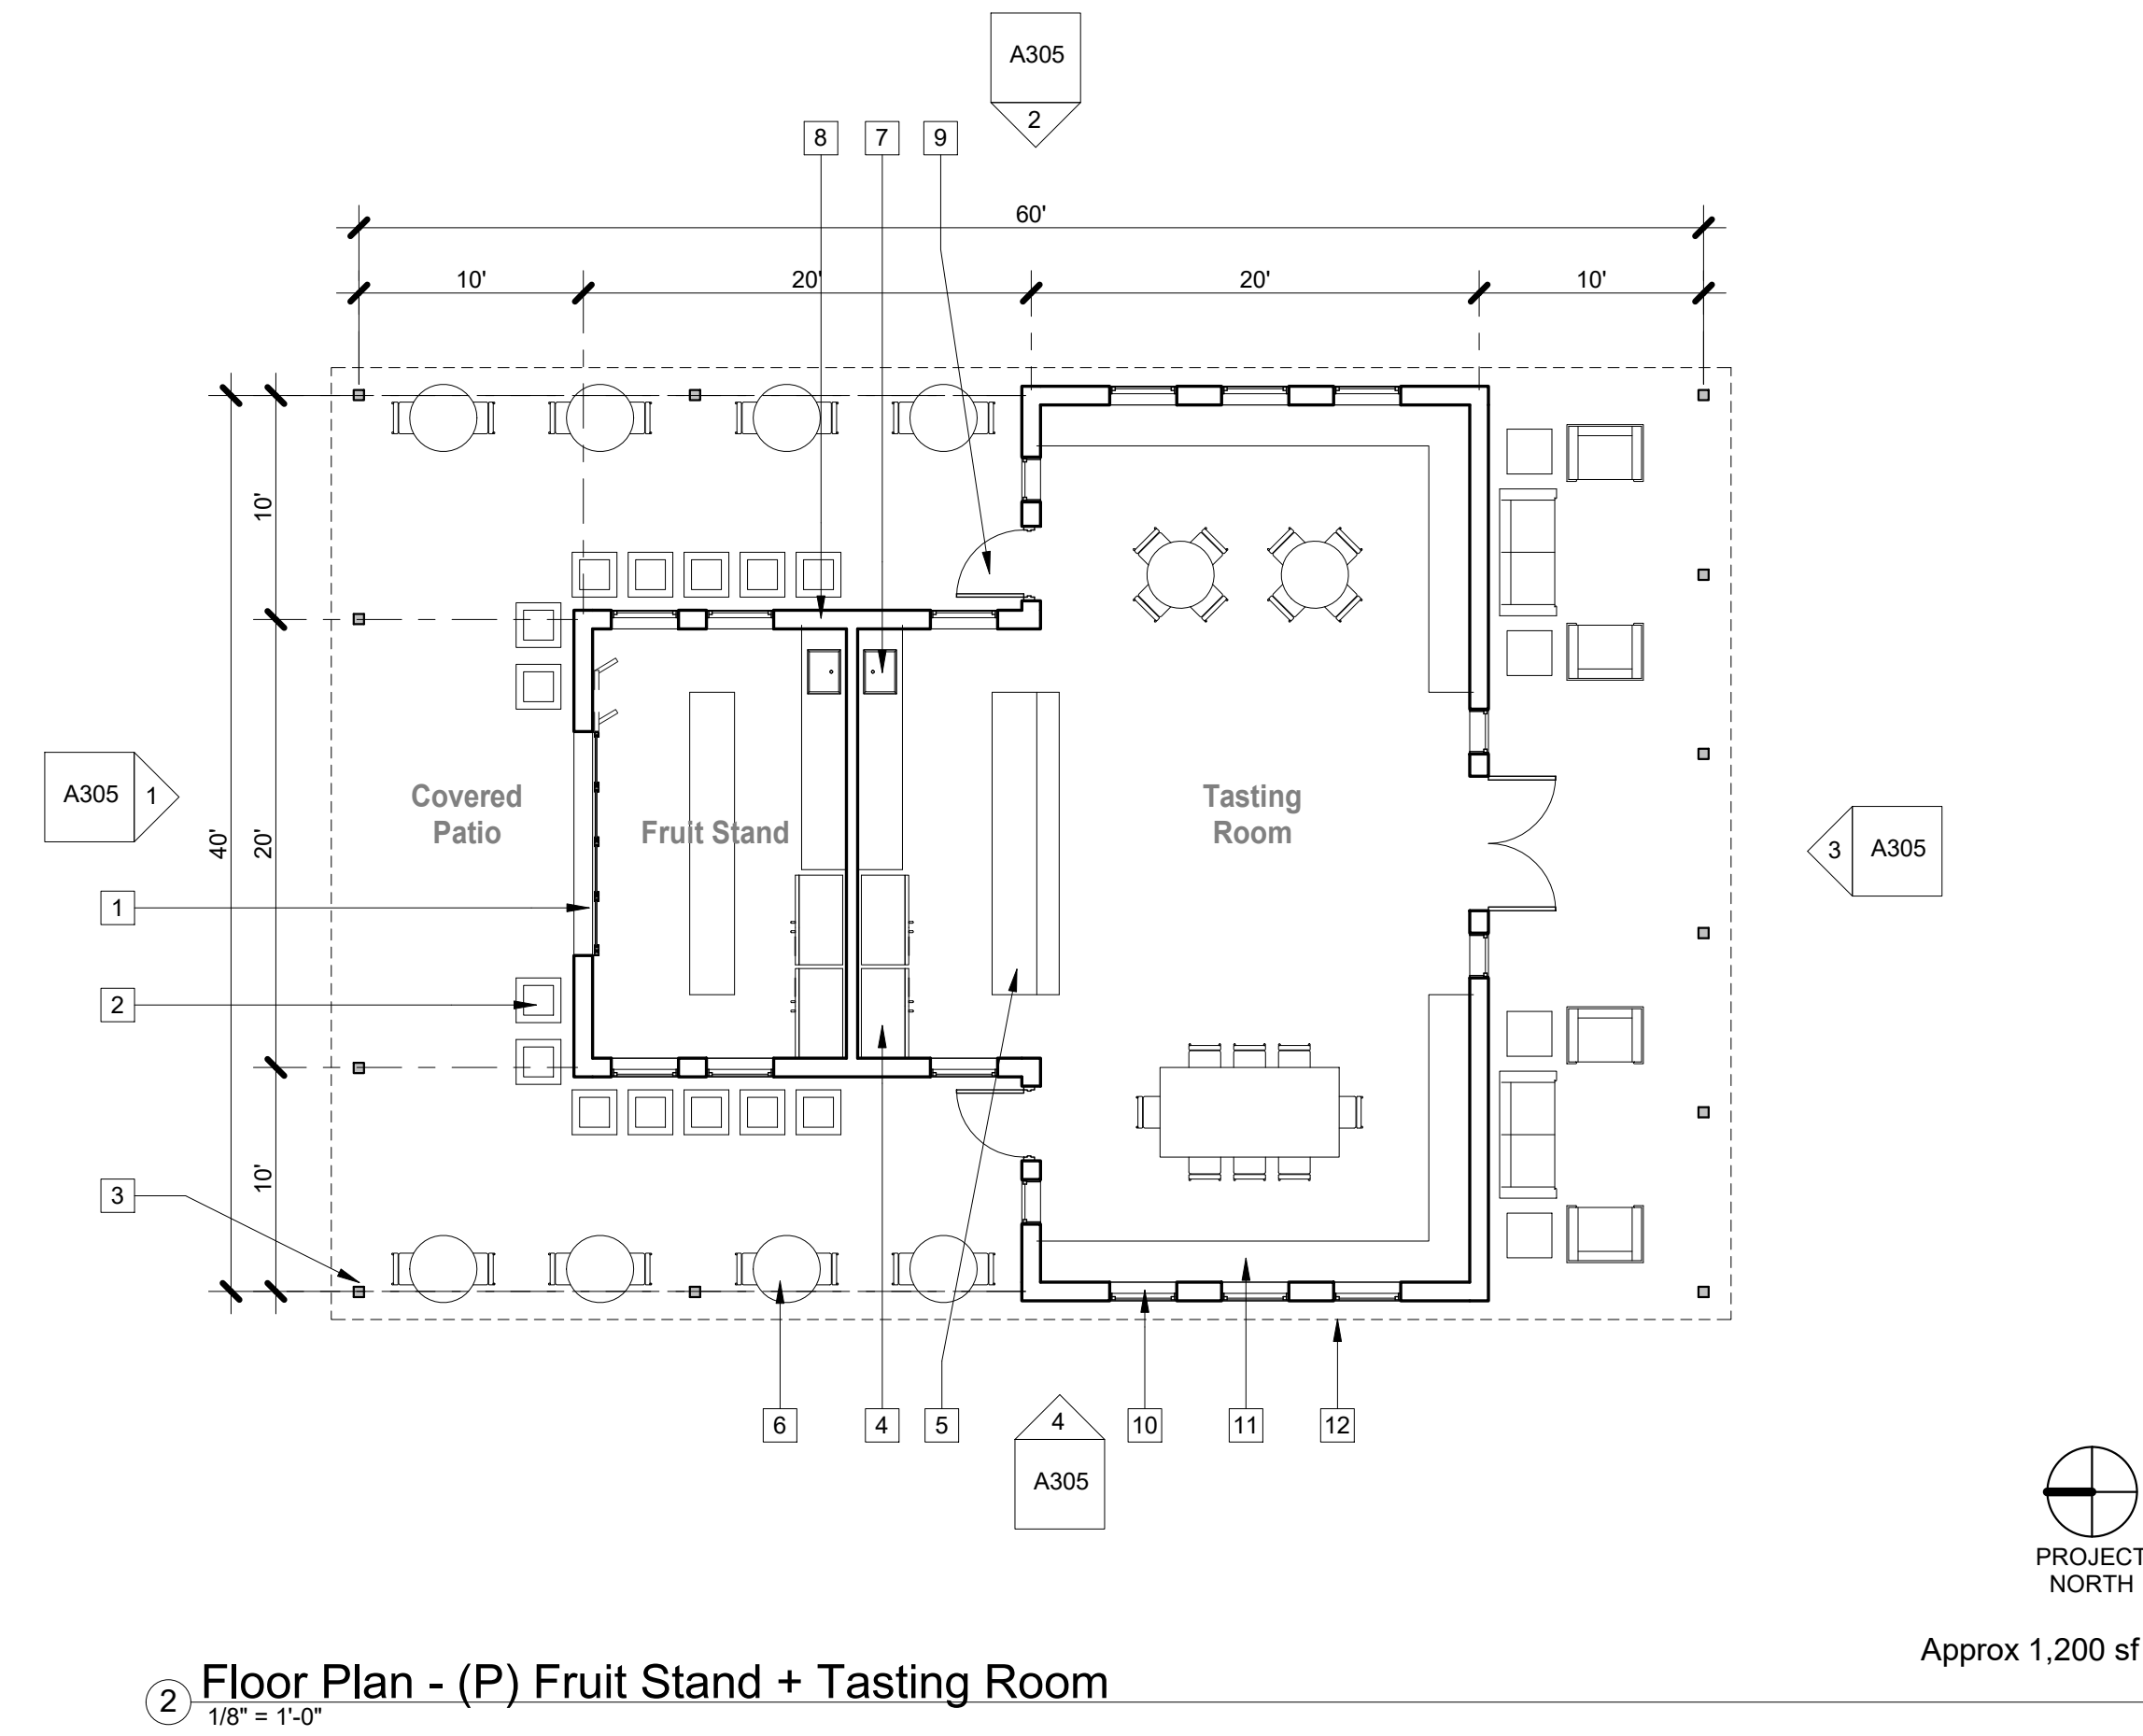 A305
2
8
7
9
60'
10'
20'
20'
10'
10'
Covered
Patio
Fruit Stand
Tasting
Room
A305
1
40'
20'
3
A305
1
2
10'
3
6
4
5
4
A305
10
11
12
PROJECT
NORTH
Approx 1,200 sf
2
Floor Plan - (P) Fruit Stand + Tasting Room
1/8" = 1'-0"